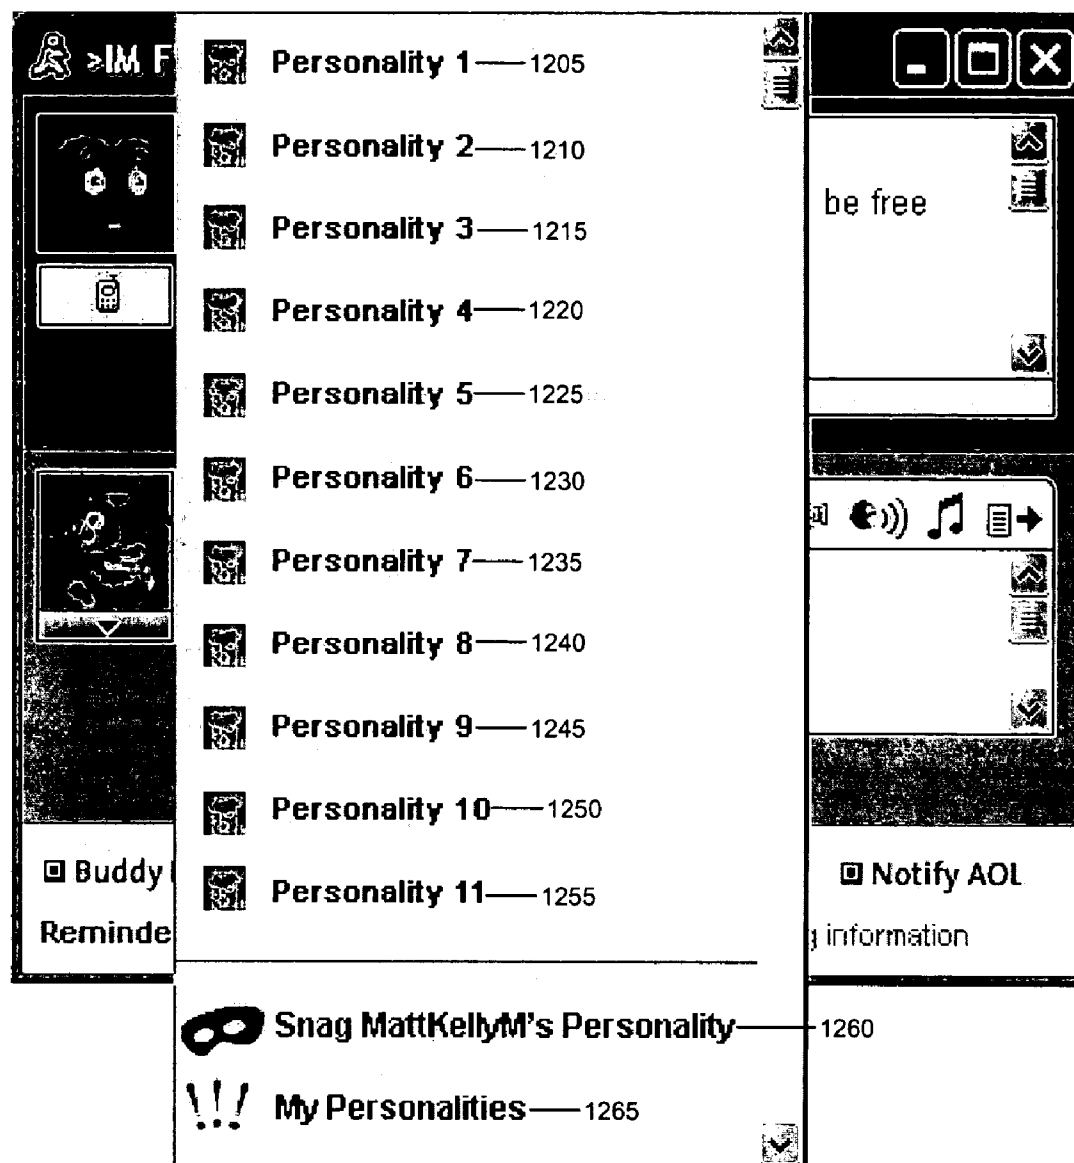 >IM F
Personality 1 1205
Personality 2 1210
be free
Personality 3 1215
Personality 4 1220
Personality 5 1225
Personality 6 1230
Personality 7 1235
Personality 8 1240
Personality 9 1245
Personality 10 1250
Buddy
Notify AOL
Personality 11 1255
Reminde
information
Snag MattKellyM's Personality 1260
My Personalities 1265